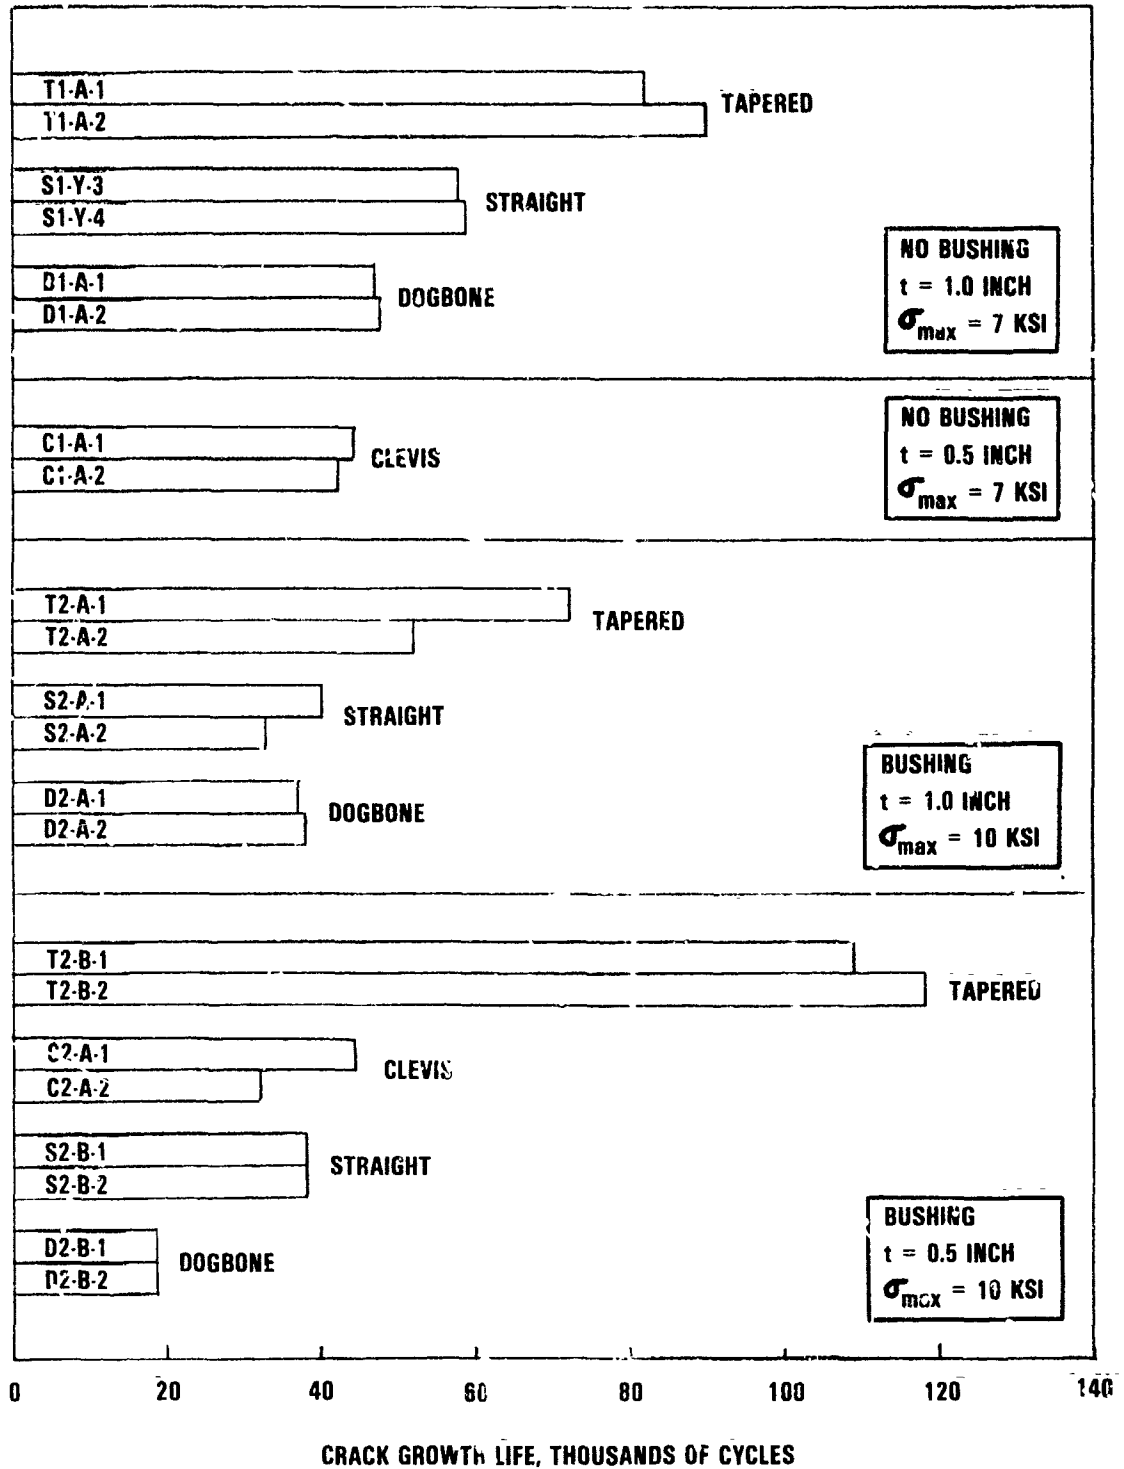 T1-A-1
T1-A-2
TAPERED
S1-Y-3
S1-Y-4
STRAIGHT
D1-A-1
D1-A-2
DOGBONE
NO BUSHING
t = 1.0 INCH
σmax = 7 KSI
C1-A-1
C1-A-2
CLEVIS
NO BUSHING
t = 0.5 INCH
σmax = 7 KSI
T2-A-1
T2-A-2
TAPERED
S2-A-1
S2-A-2
STRAIGHT
D2-A-1
D2-A-2
DOGBONE
BUSHING
t = 1.0 INCH
σmax = 10 KSI
T2-B-1
T2-B-2
TAPERED
C2-A-1
C2-A-2
CLEVIS
S2-B-1
S2-B-2
STRAIGHT
D2-B-1
D2-B-2
DOGBONE
BUSHING
t = 0.5 INCH
σmax = 10 KSI
0 20 40 60 80 100 120 140
CRACK GROWTH LIFE, THOUSANDS OF CYCLES